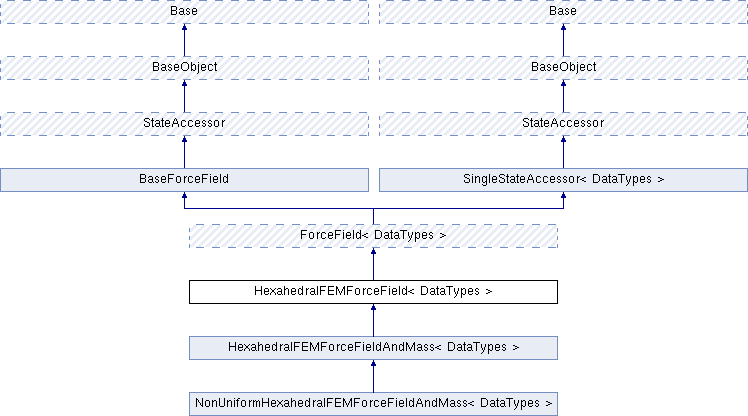 Base
Base
BaseObject
BaseObject
StateAccessor
StateAccessor
BaseForceField
SingleStateAccessor< DataTypes >
ForceField< DataTypes >
HexahedralFEMForceField< DataTypes >
HexahedralFEMForceFieldAndMass< DataTypes >
NonUniformHexahedralFEMForceFieldAndMass< DataTypes >